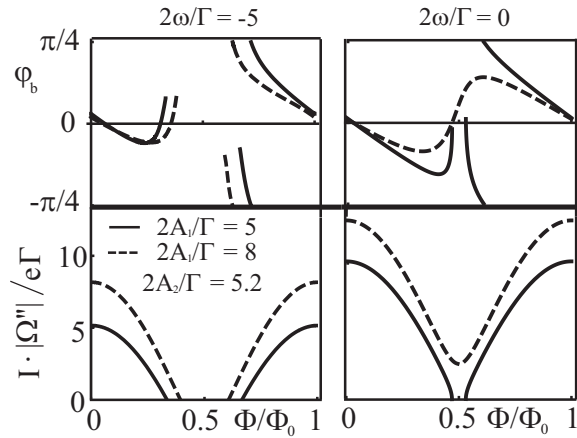 2ω/Γ = -5
2ω/Γ = 0
π/4
φ_b
0
-π/4
2A₁/Γ = 5
2A₁/Γ = 8
2A₂/Γ = 5.2
10
5
0
I · |Ω'''| /eΓ
0 0.5 Φ/Φ₀ 1
0 0.5 Φ/Φ₀ 1